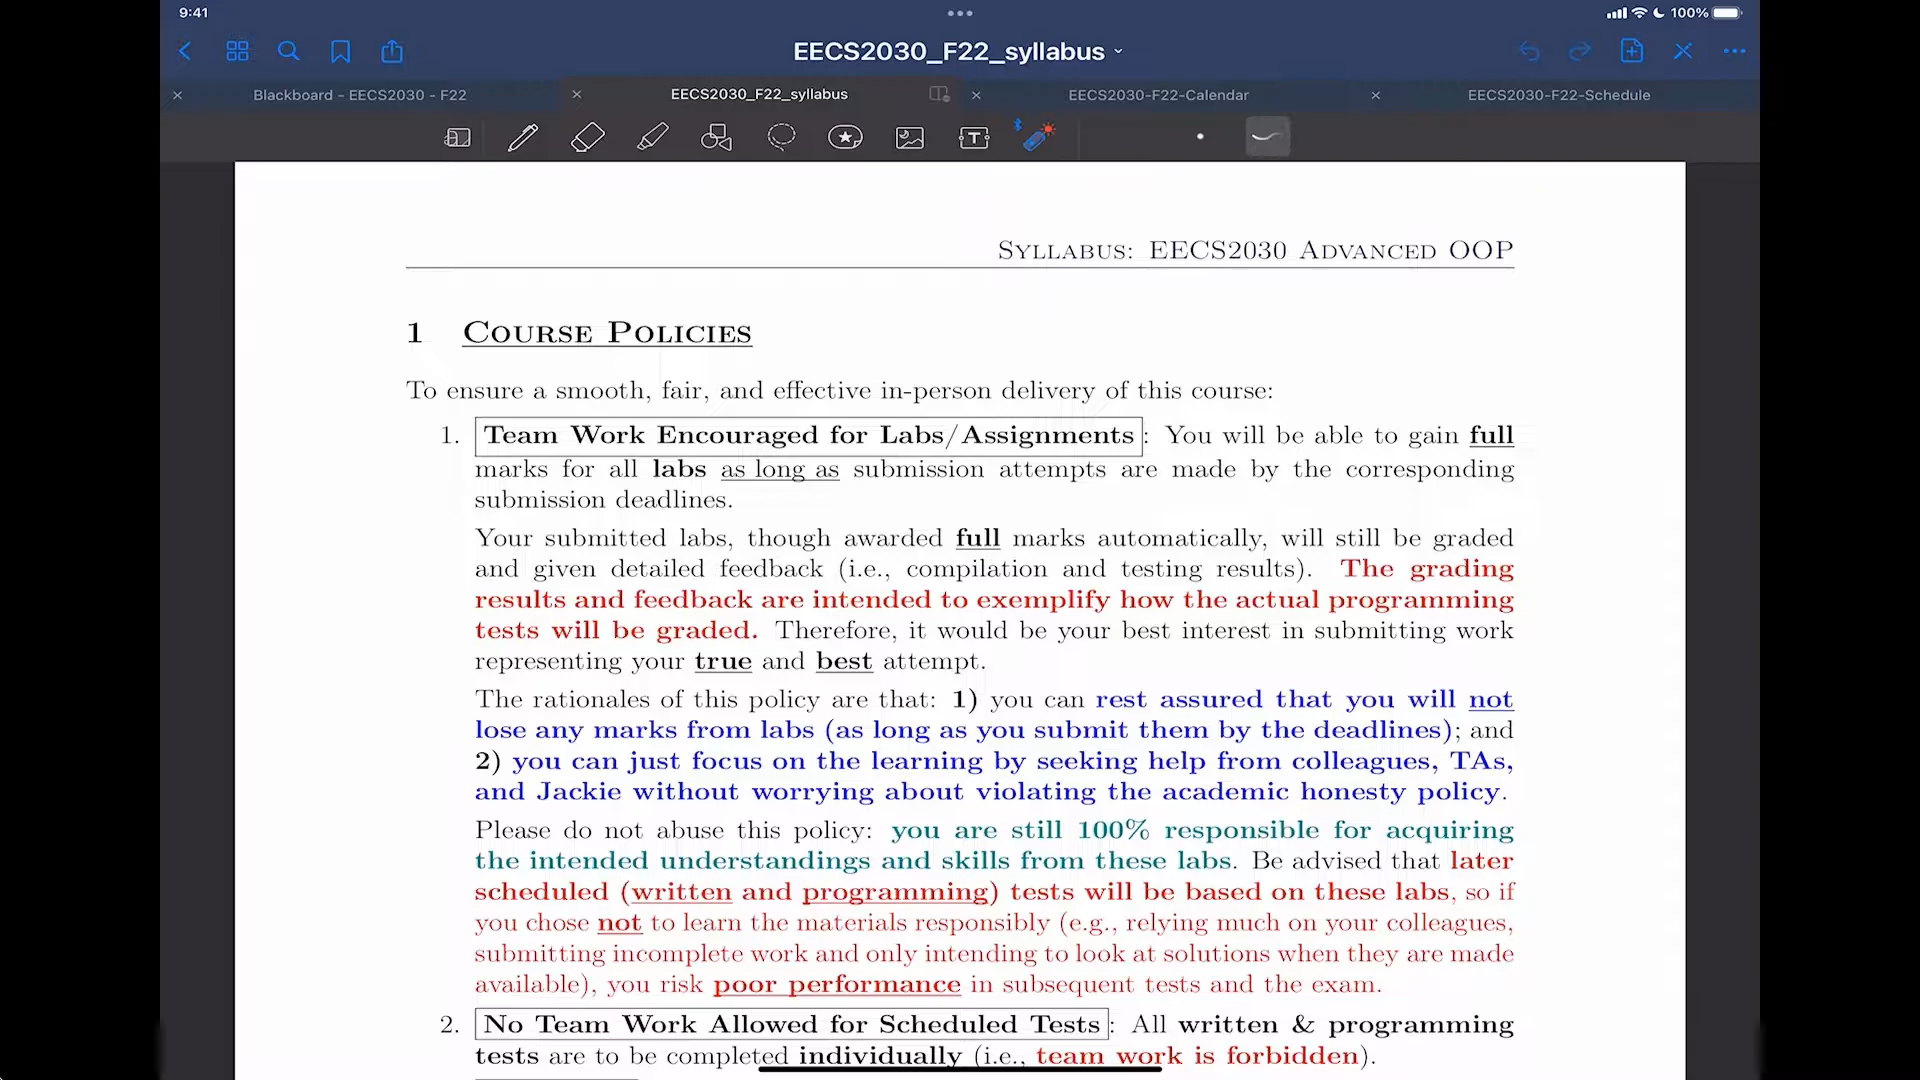 9:41
100%
EECS2030_F22_syllabus
Blackboard - EECS2030 - F22
EECS2030_F22_syllabus
EECS2030-F22-Calendar
EECS2030-F22-Schedule
SYLLABUS: EECS2030 ADVANCED OOP
1 COURSE POLICIES
To ensure a smooth, fair, and effective in-person delivery of this course:
1. Team Work Encouraged for Labs/Assignments: You will be able to gain full
marks for all labs as long as submission attempts are made by the corresponding
submission deadlines.
Your submitted labs, though awarded full marks automatically, will still be graded
and given detailed feedback (i.e., compilation and testing results). The grading
results and feedback are intended to exemplify how the actual programming
tests will be graded. Therefore, it would be your best interest in submitting work
representing your true and best attempt.
The rationales of this policy are that: 1) you can rest assured that you will not
lose any marks from labs (as long as you submit them by the deadlines); and
2) you can just focus on the learning by seeking help from colleagues, TAs,
and Jackie without worrying about violating the academic honesty policy.
Please do not abuse this policy: you are still 100% responsible for acquiring
the intended understandings and skills from these labs. Be advised that later
scheduled (written and programming) tests will be based on these labs, so if
you chose not to learn the materials responsibly (e.g., relying much on your colleagues,
submitting incomplete work and only intending to look at solutions when they are made
available), you risk poor performance in subsequent tests and the exam.
2. No Team Work Allowed for Scheduled Tests: All written & programming
tests are to be completed individually (i.e., team work is forbidden).